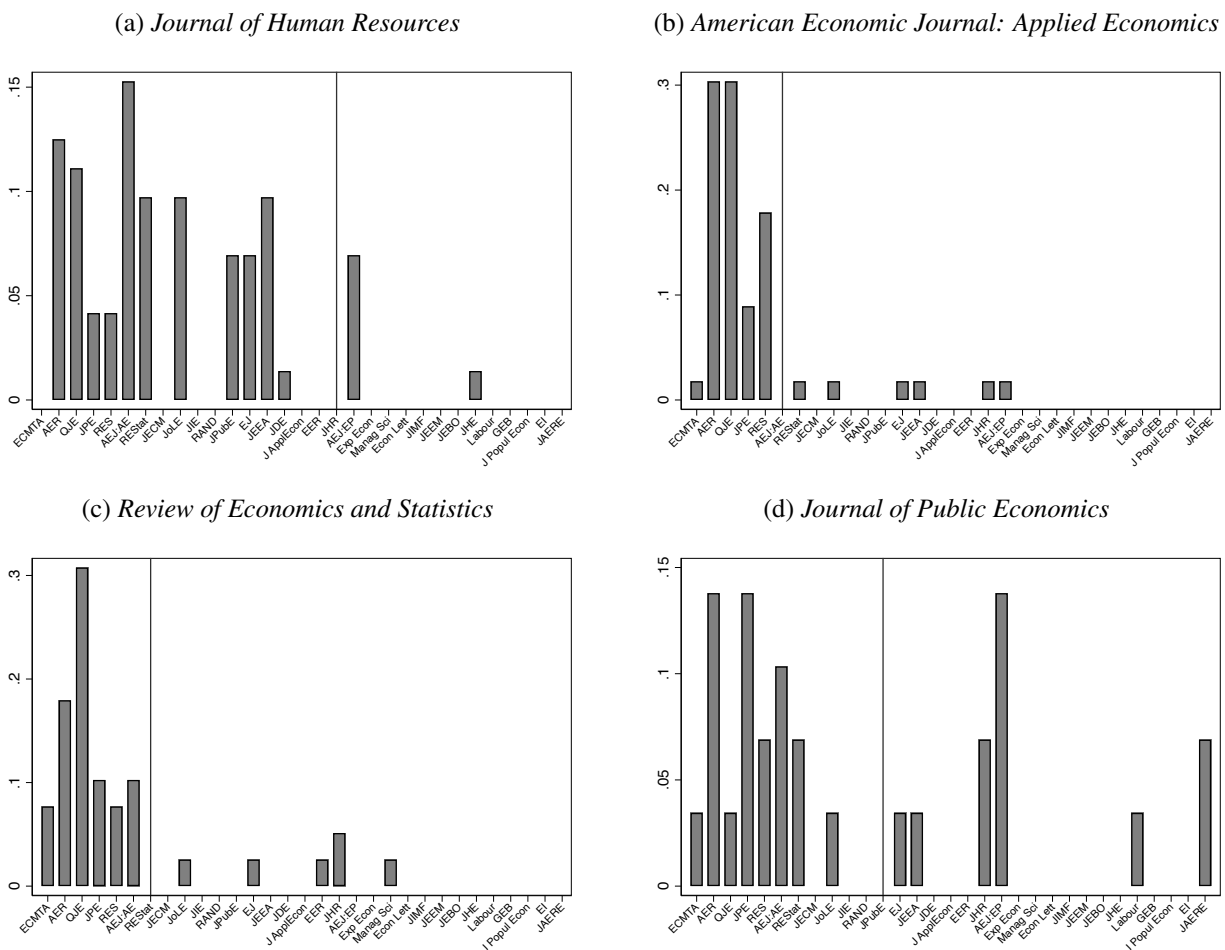 (a) Journal of Human Resources
.15
.1
.05
0
ECMTA
AER
QJE
JPE
RES
AEJ:AE
REStat
JECM
JoLE
JIE
RAND
JPubE
EJ
JEEA
JDE
J ApplEcon
EER
JHR
AEJ:EP
Exp Econ
Manag Sci
Econ Lett
JIMF
JEEM
JEBO
JHE
Labour
GEB
J Popul Econ
EI
JAERE
(b) American Economic Journal: Applied Economics
.3
.2
.1
0
ECMTA
AER
QJE
JPE
RES
AEJ:AE
REStat
JECM
JoLE
JIE
RAND
JPubE
EJ
JEEA
JDE
J ApplEcon
EER
JHR
AEJ:EP
Exp Econ
Manag Sci
Econ Lett
JIMF
JEEM
JEBO
JHE
Labour
GEB
J Popul Econ
EI
JAERE
(c) Review of Economics and Statistics
.3
.2
.1
0
ECMTA
AER
QJE
JPE
RES
AEJ:AE
REStat
JECM
JoLE
JIE
RAND
JPubE
EJ
JEEA
JDE
J ApplEcon
EER
JHR
AEJ:EP
Exp Econ
Manag Sci
Econ Lett
JIMF
JEEM
JEBO
JHE
Labour
GEB
J Popul Econ
EI
JAERE
(d) Journal of Public Economics
.15
.1
.05
0
ECMTA
AER
QJE
JPE
RES
AEJ:AE
REStat
JECM
JoLE
JIE
RAND
JPubE
EJ
JEEA
JDE
J ApplEcon
EER
JHR
AEJ:EP
Exp Econ
Manag Sci
Econ Lett
JIMF
JEEM
JEBO
JHE
Labour
GEB
J Popul Econ
EI
JAERE